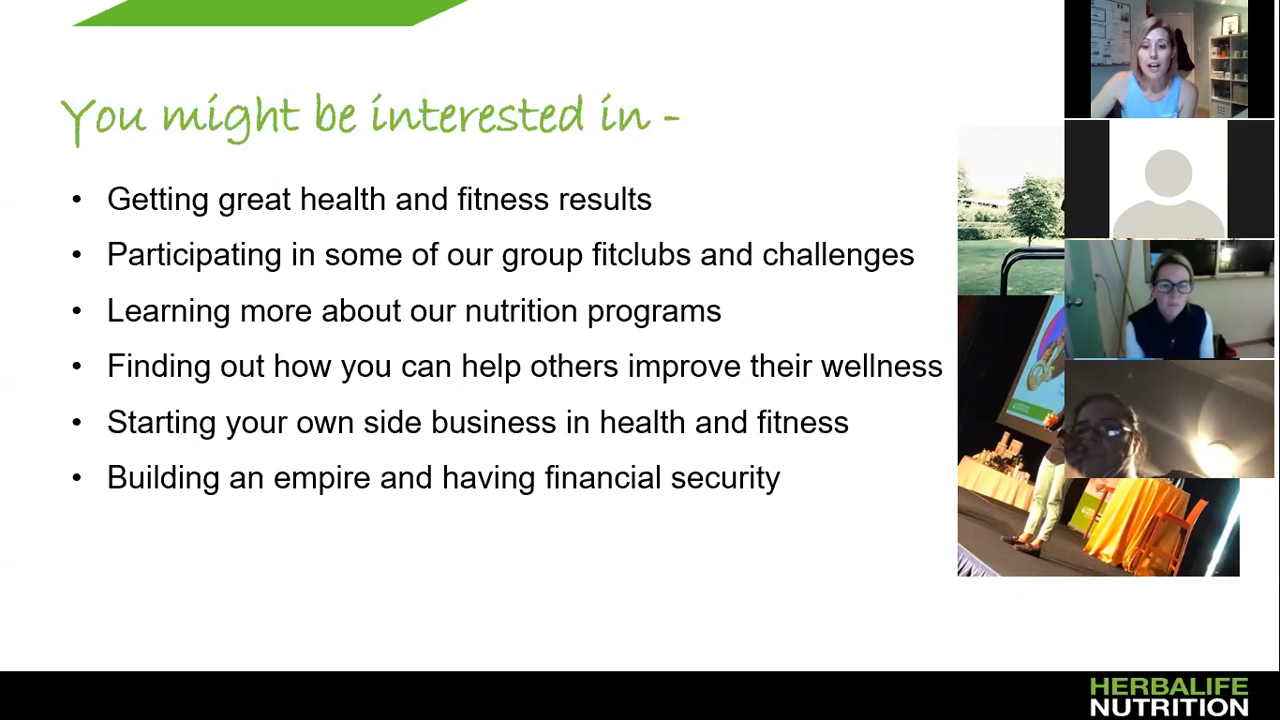 You might be interested in -
• Getting great health and fitness results
• Participating in some of our group fitclubs and challenges
• Learning more about our nutrition programs
• Finding out how you can help others improve their wellness
• Starting your own side business in health and fitness
• Building an empire and having financial security
HERBALIFE
NUTRITION